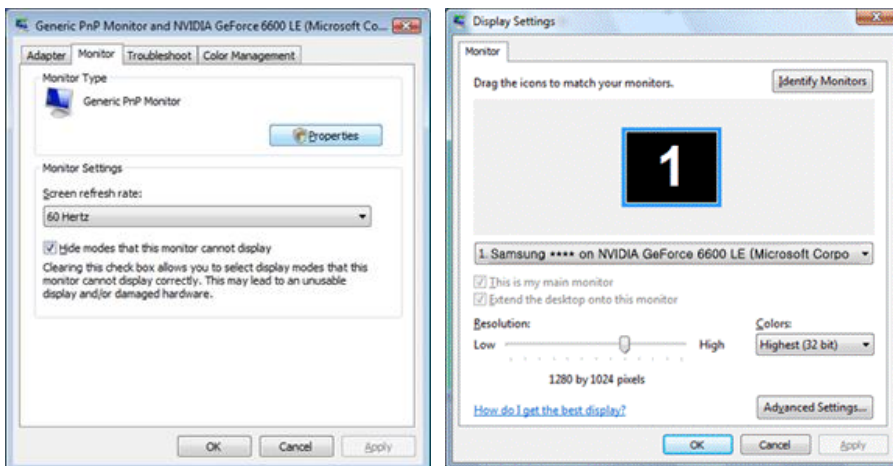 Generic PnP Monitor and NVIDIA GeForce 6600 LE (Microsoft Co...
Adapter Monitor Troubleshoot Color Management
Monitor Type
Generic PnP Monitor
Properties
Monitor Settings
Screen refresh rate:
60 Hertz
Hide modes that this monitor cannot display
Clearing this check box allows you to select display modes that this
monitor cannot display correctly. This may lead to an unusable
display and/or damaged hardware.
OK Cancel Apply
Display Settings
Monitor
Drag the icons to match your monitors.
Identify Monitors
1
1. Samsung **** on NVIDIA GeForce 6600 LE (Microsoft Corpo
This is my main monitor
Extend the desktop onto this monitor
Resolution:
Colors:
Low High
Highest (32 bit)
1280 by 1024 pixels
How do I get the best display?
Advanced Settings...
OK Cancel Apply